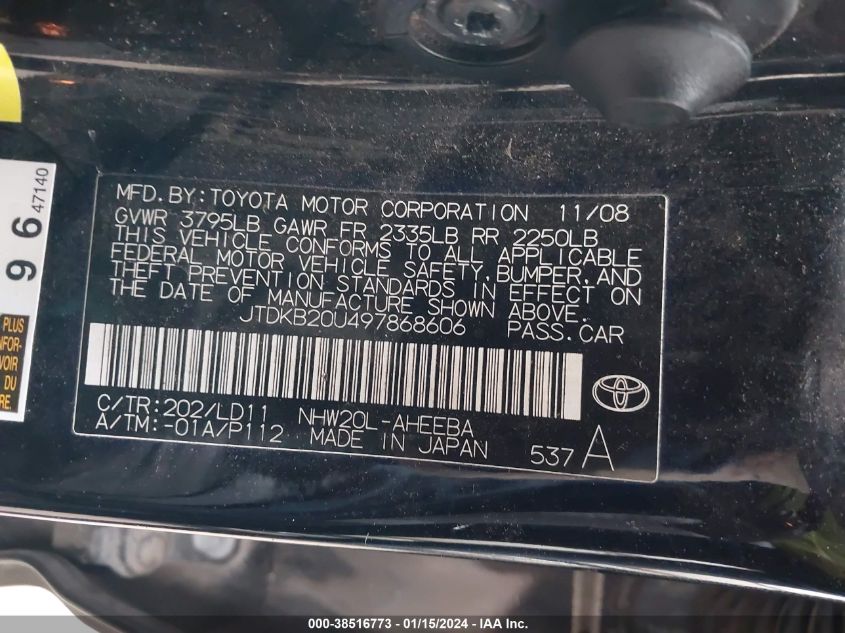 MFD. BY: TOYOTA MOTOR CORPORATION 11/08
GVWR 3795LB GAWR FR 2335LB RR 2250LB
THIS VEHICLE CONFORMS TO ALL APPLICABLE
FEDERAL MOTOR VEHICLE SAFETY, BUMPER, AND
THEFT PREVENTION STANDARDS IN EFFECT ON
THE DATE OF MANUFACTURE SHOWN ABOVE.
JTDKB20U497868606 PASS. CAR
C/TR: 202/LD11 NHW20L-AHEEBA
A/TM: -01A/P112 MADE IN JAPAN
537 A
96 47140
PLUS
NFOR-
VOIR
DU
RE.
000-38516773 - 01/15/2024 - IAA Inc.